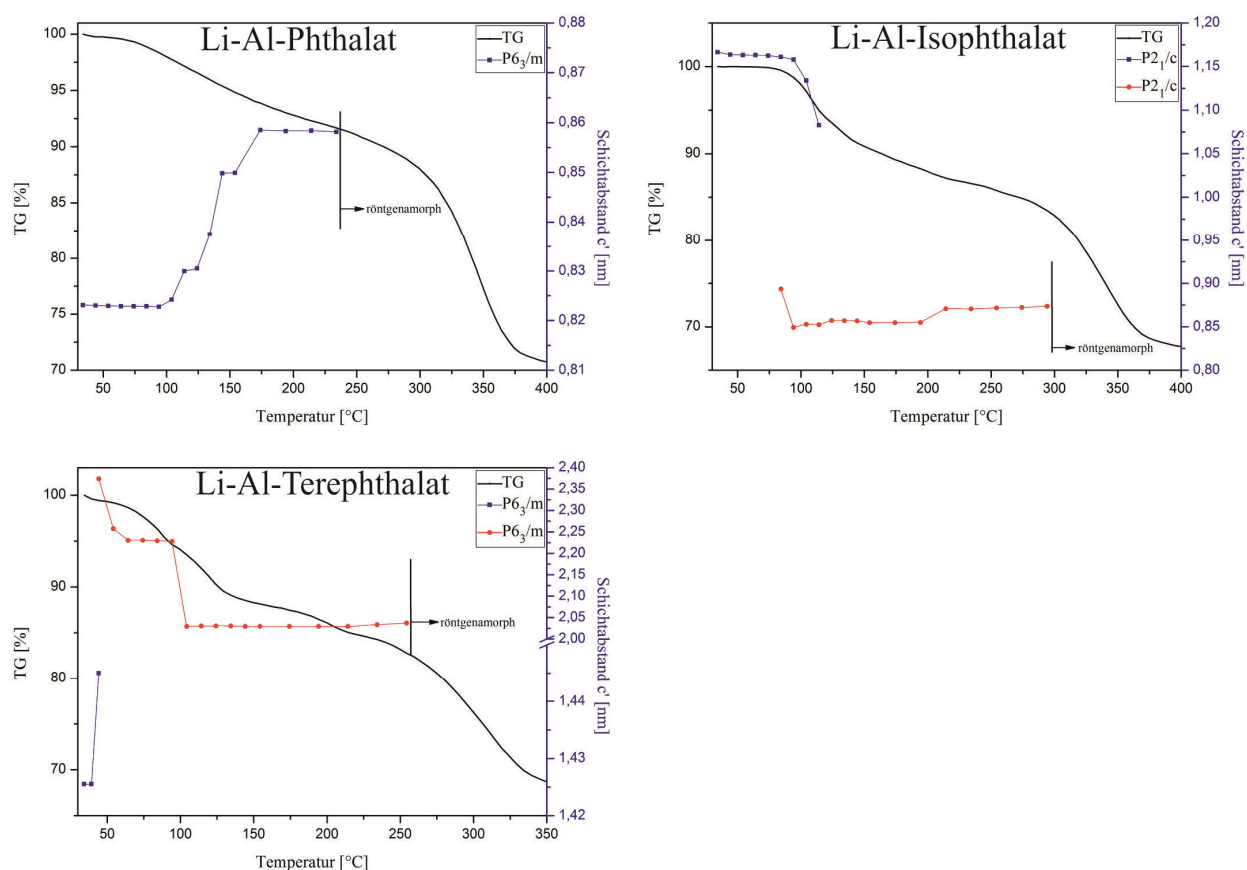 Li-Al-Phthalat
TG
P6₃/m
TG [%]
100
95
90
85
80
75
70
0,88
0,87
0,86
0,85
0,84
0,83
0,82
0,81
Schichtabstand c' [nm]
röntgenamorph
50 100 150 200 250 300 350 400
Temperatur [°C]
Li-Al-Isophthalat
TG
P2₁/c
P2₁/c
TG [%]
100
90
80
70
1,20
1,15
1,10
1,05
1,00
0,95
0,90
0,85
0,80
Schichtabstand c' [nm]
röntgenamorph
50 100 150 200 250 300 350 400
Temperatur [°C]
Li-Al-Terephthalat
TG
P6₃/m
P6₃/m
TG [%]
100
90
80
70
2,40
2,35
2,30
2,25
2,20
2,15
2,10
2,05
2,00
1,44
1,43
1,42
Schichtabstand c' [nm]
röntgenamorph
50 100 150 200 250 300 350
Temperatur [°C]